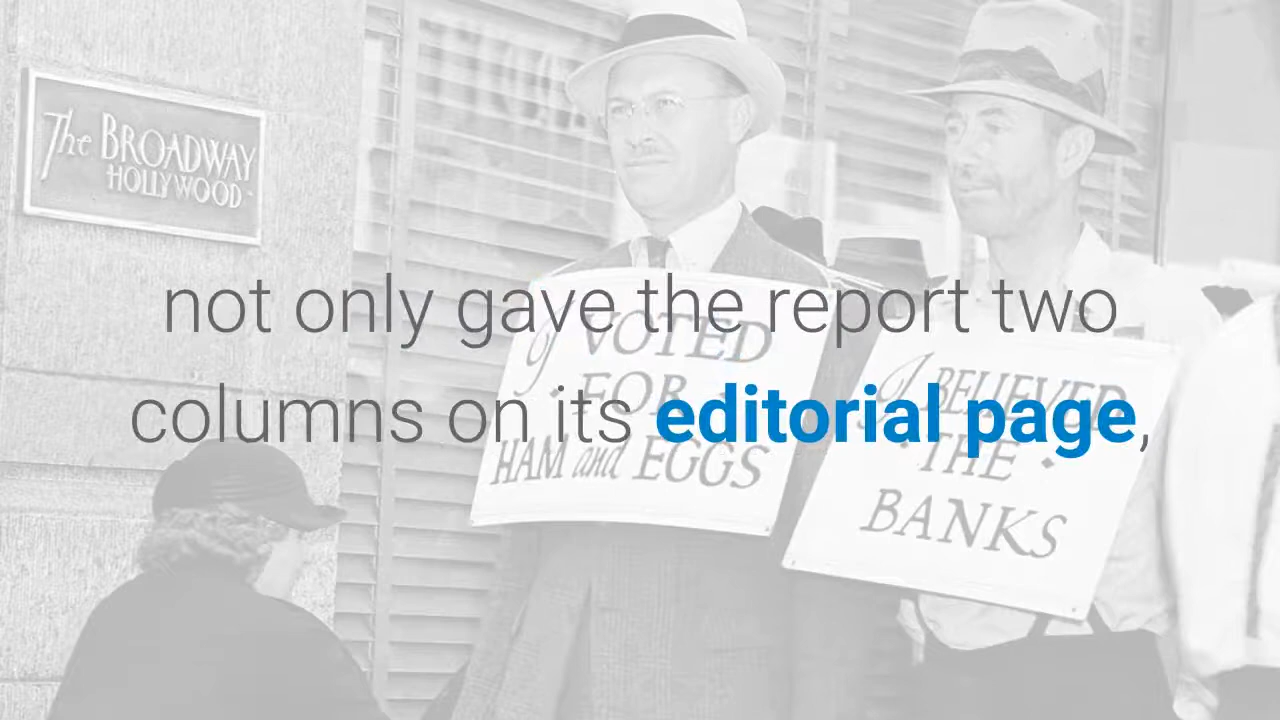 The BROADWAY
HOLLYWOOD
not only gave the report two
columns on its editorial page,
I VOTED
FOR
HAM and EGGS
I BELIEVED
THE
BANKS